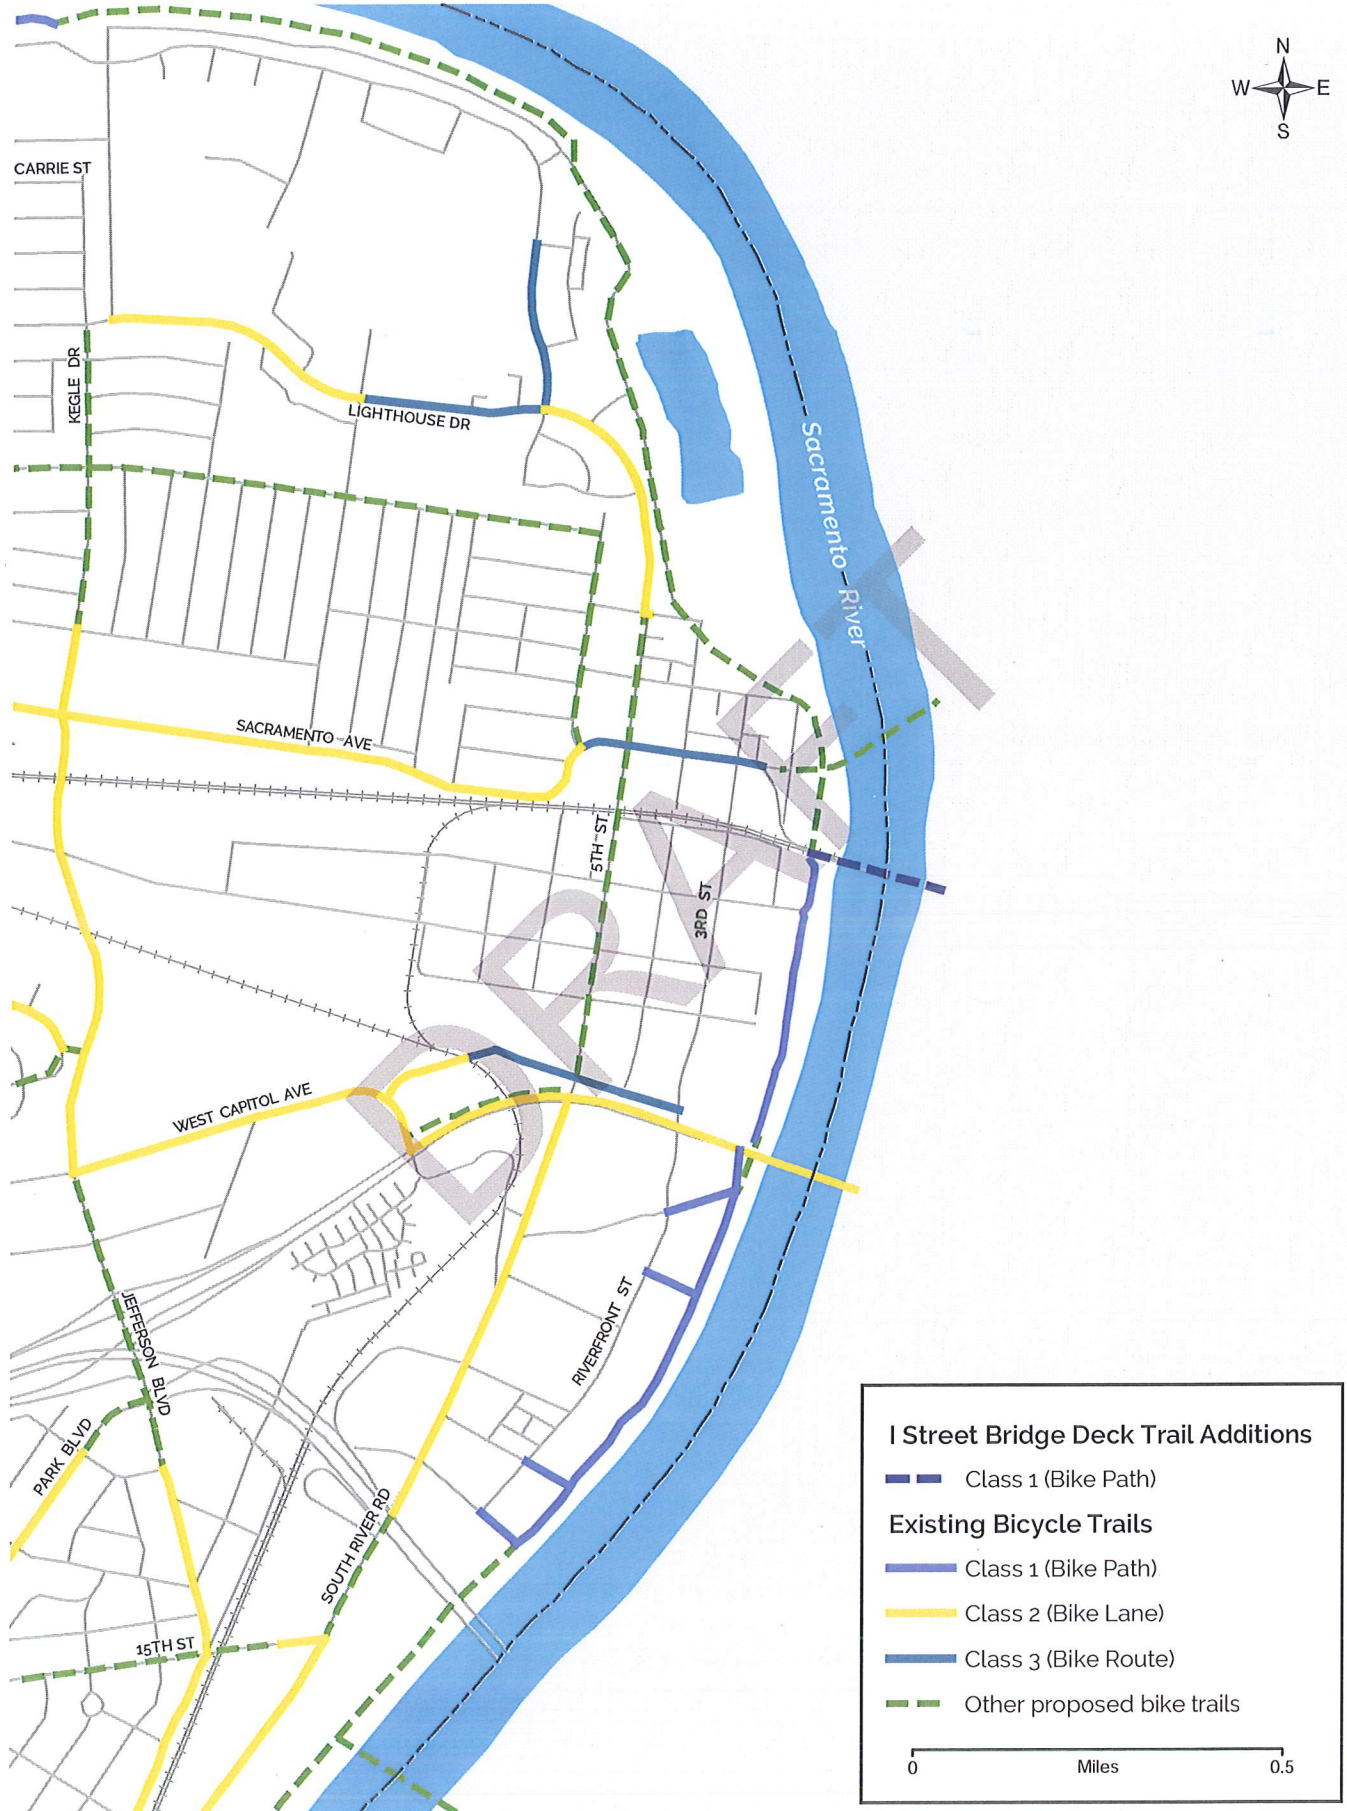 N
W E
S
CARRIE ST
KEGLE DR
LIGHTHOUSE DR
Sacramento River
SACRAMENTO AVE
5TH ST
3RD ST
DRAFT
WEST CAPITOL AVE
JEFFERSON BLVD
RIVERFRONT ST
PARK BLVD
SOUTH RIVER RD
15TH ST
I Street Bridge Deck Trail Additions
Class 1 (Bike Path)
Existing Bicycle Trails
Class 1 (Bike Path)
Class 2 (Bike Lane)
Class 3 (Bike Route)
Other proposed bike trails
0 Miles 0.5